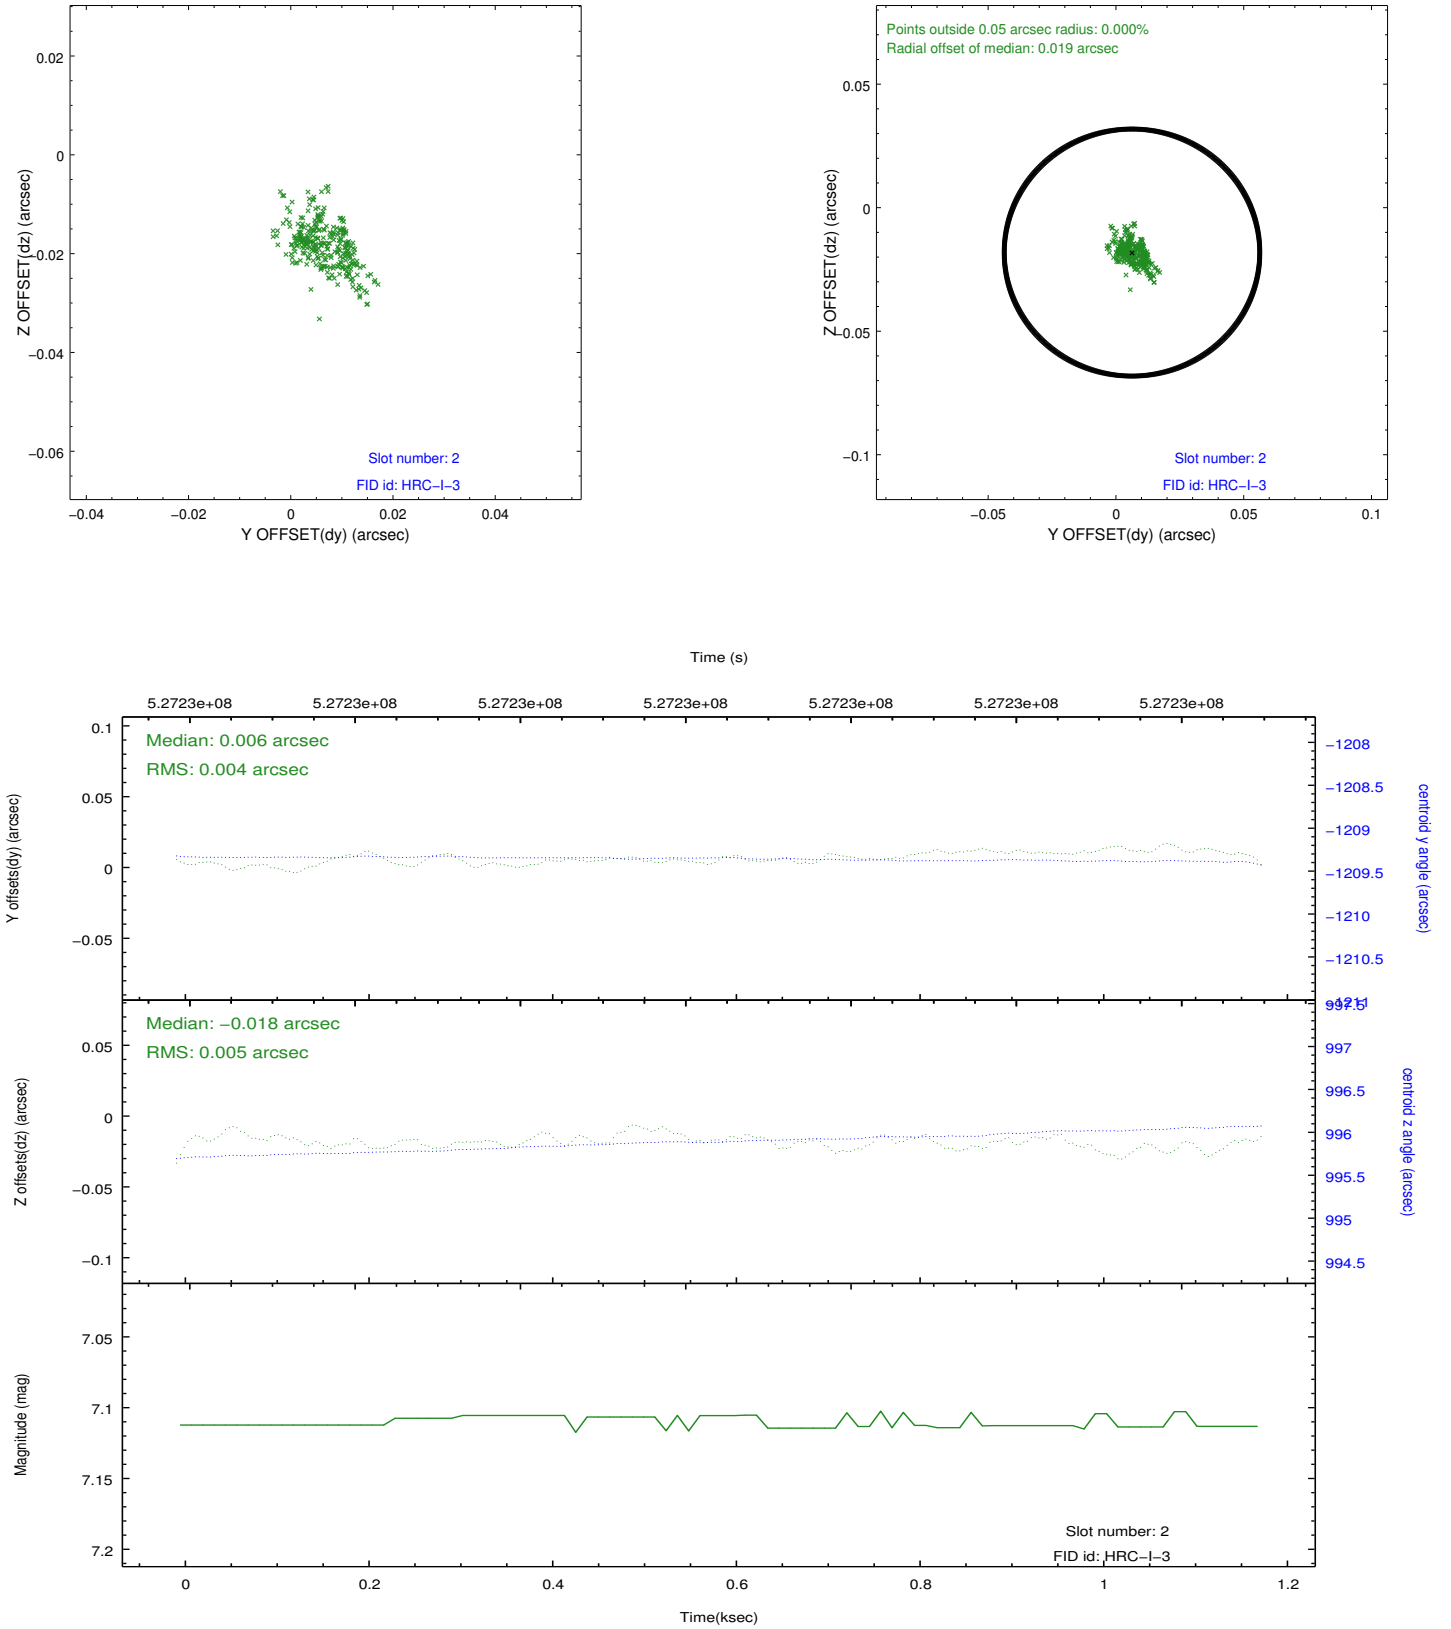 0.02
0
−0.02
−0.04
−0.06
Z OFFSET(dz) (arcsec)
Slot number: 2
FID id: HRC−I−3
−0.04
−0.02
0
0.02
0.04
Y OFFSET(dy) (arcsec)
Points outside 0.05 arcsec radius: 0.000%
Radial offset of median: 0.019 arcsec
0.05
0
−0.05
−0.1
Z OFFSET(dz) (arcsec)
Slot number: 2
FID id: HRC−I−3
−0.05
0
0.05
0.1
Y OFFSET(dy) (arcsec)
Time (s)
5.2723e+08
5.2723e+08
5.2723e+08
5.2723e+08
5.2723e+08
5.2723e+08
5.2723e+08
Median: 0.006 arcsec
RMS: 0.004 arcsec
0.1
0.05
0
−0.05
Y offsets(dy) (arcsec)
−1208
−1208.5
−1209
−1209.5
−1210
−1210.5
−1211
centroid y angle (arcsec)
Median: −0.018 arcsec
RMS: 0.005 arcsec
0.05
0
−0.05
−0.1
Z offsets(dz) (arcsec)
997.5
997
996.5
996
995.5
995
994.5
centroid z angle (arcsec)
7.05
7.1
7.15
7.2
Magnitude (mag)
Slot number: 2
FID id: HRC−I−3
0
0.2
0.4
0.6
0.8
1
1.2
Time(ksec)